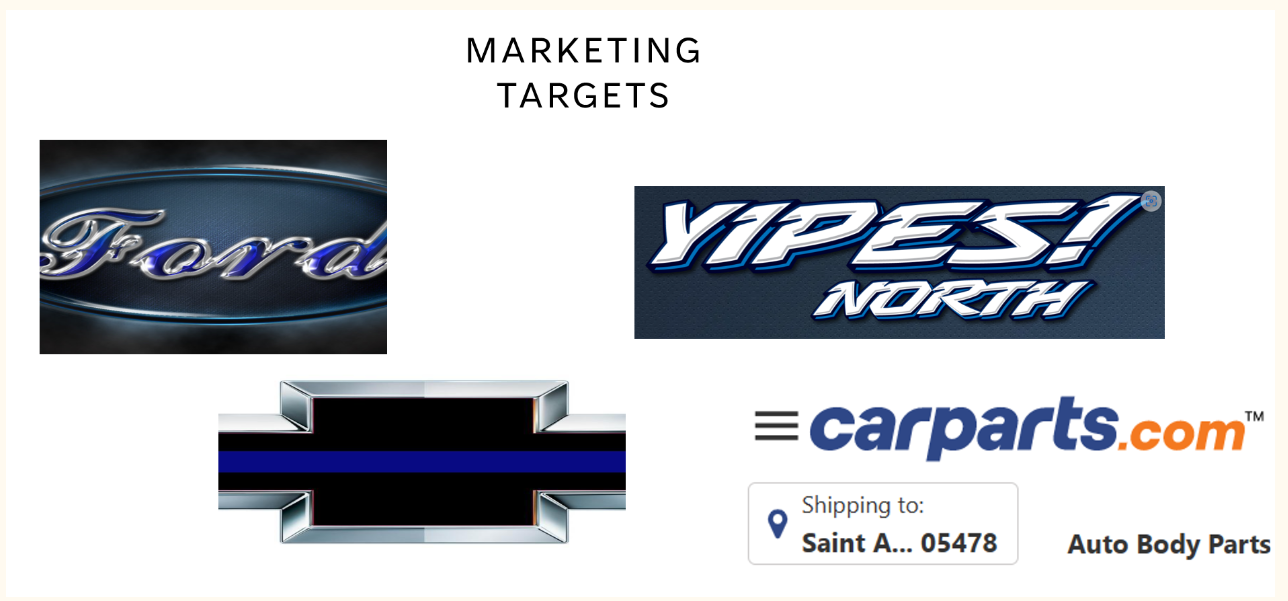 MARKETING
TARGETS
Ford
YIPES!
NORTH
carparts.com™
Shipping to:
Saint A... 05478
Auto Body Parts